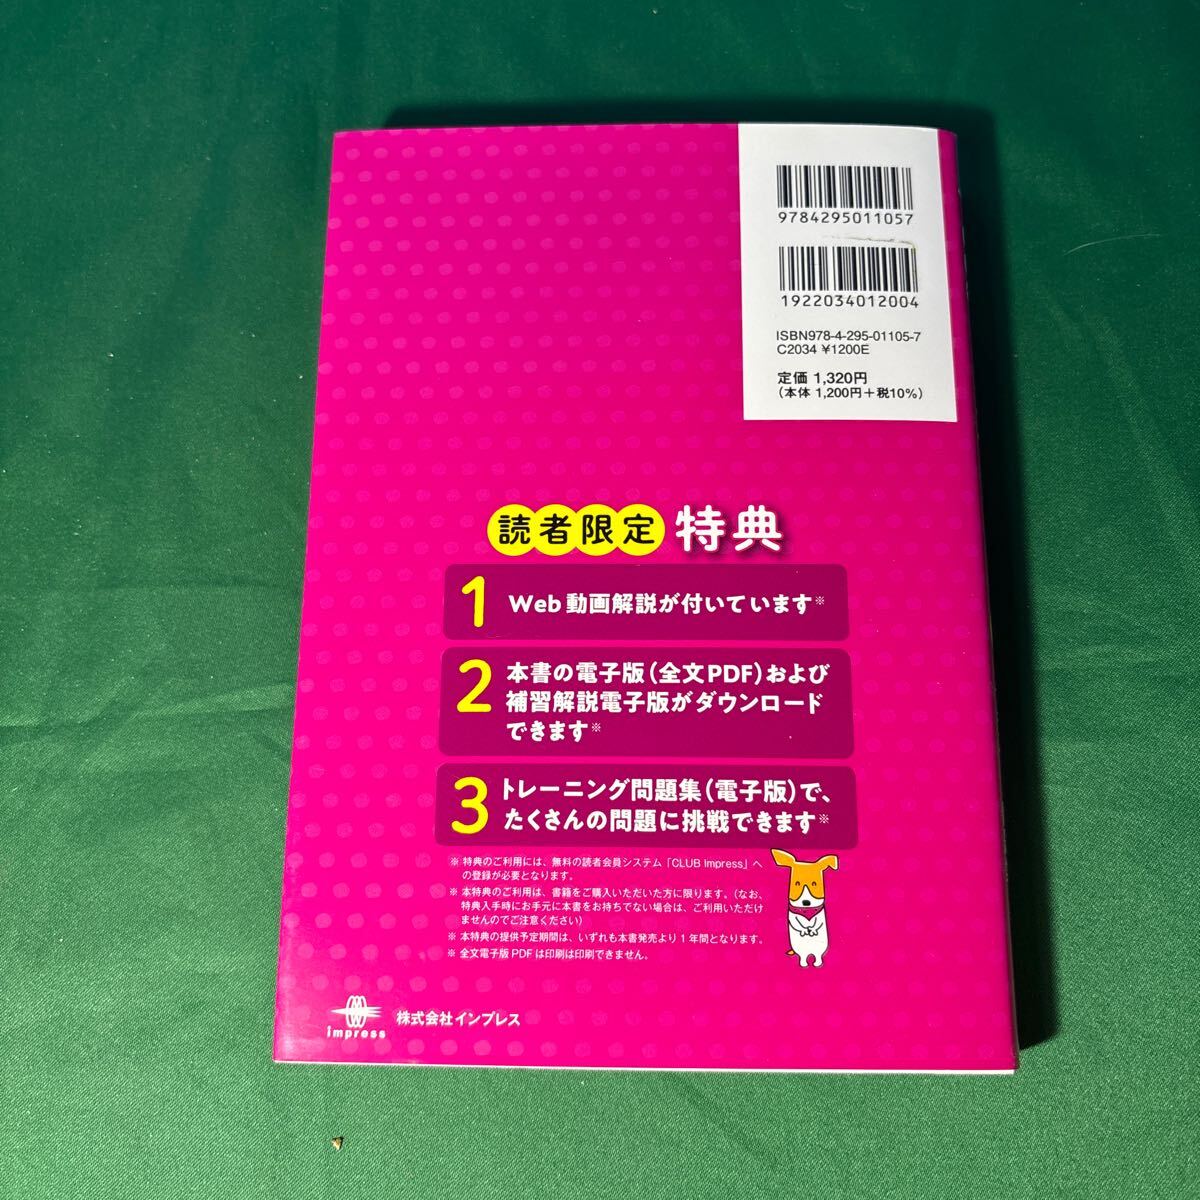 9784295011057
1922034012004
ISBN978-4-295-01105-7
C2034 ¥1200E
定価 1,320円
(本体 1,200円+税10%)
読者限定 特典
1 Web動画解説が付いています※
2 本書の電子版(全文PDF)および
補習解説電子版がダウンロード
できます※
3 トレーニング問題集(電子版)で、
たくさんの問題に挑戦できます※
※ 特典のご利用には、無料の読者会員システム「CLUB Impress」へ
の登録が必要となります。
※ 本特典のご利用は、書籍をご購入いただいた方に限ります。(なお、
特典入手時にお手元に本書をお持ちでない場合は、ご利用いただけ
ませんのでご注意ください)
※ 本特典の提供予定期間は、いずれも本書発売より1年間となります。
※ 全文電子版PDFは印刷は印刷できません。
impress 株式会社インプレス